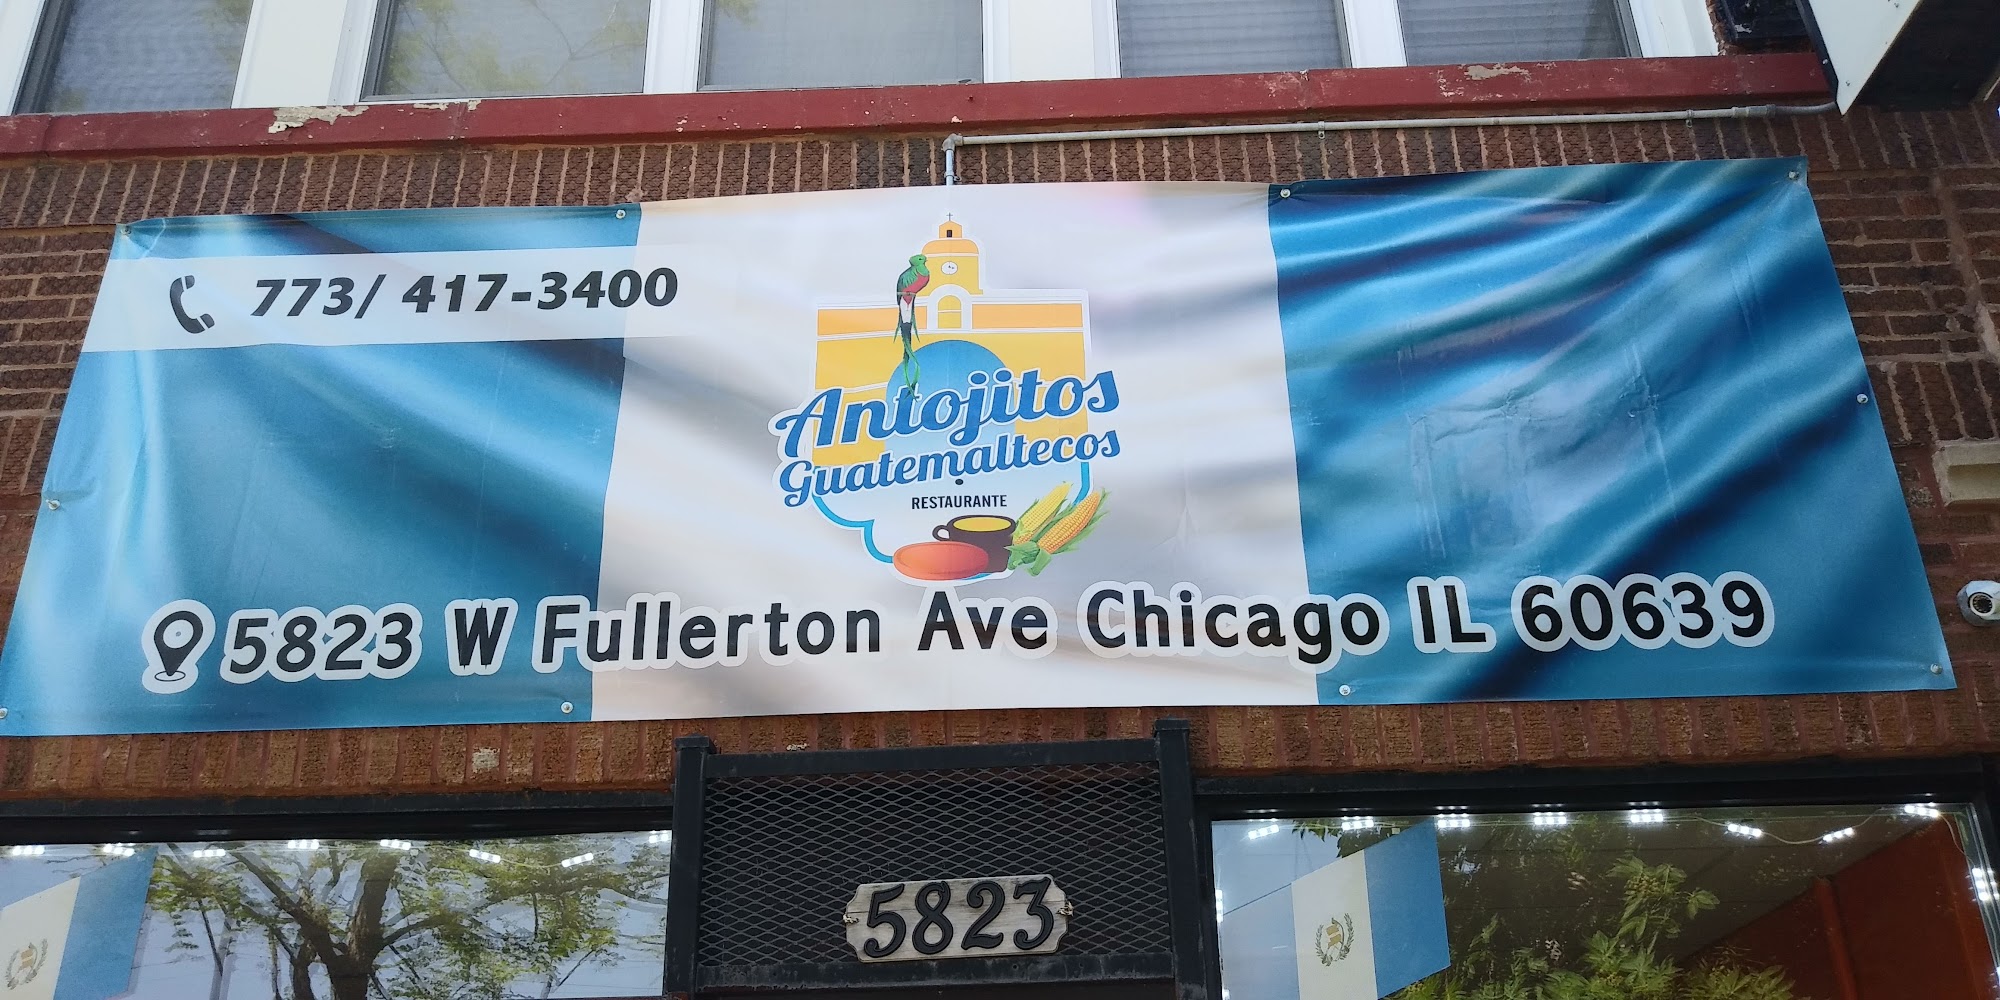 773/ 417-3400
Antojitos
Guatemaltecos
RESTAURANTE
5823 W Fullerton Ave Chicago IL 60639
5823